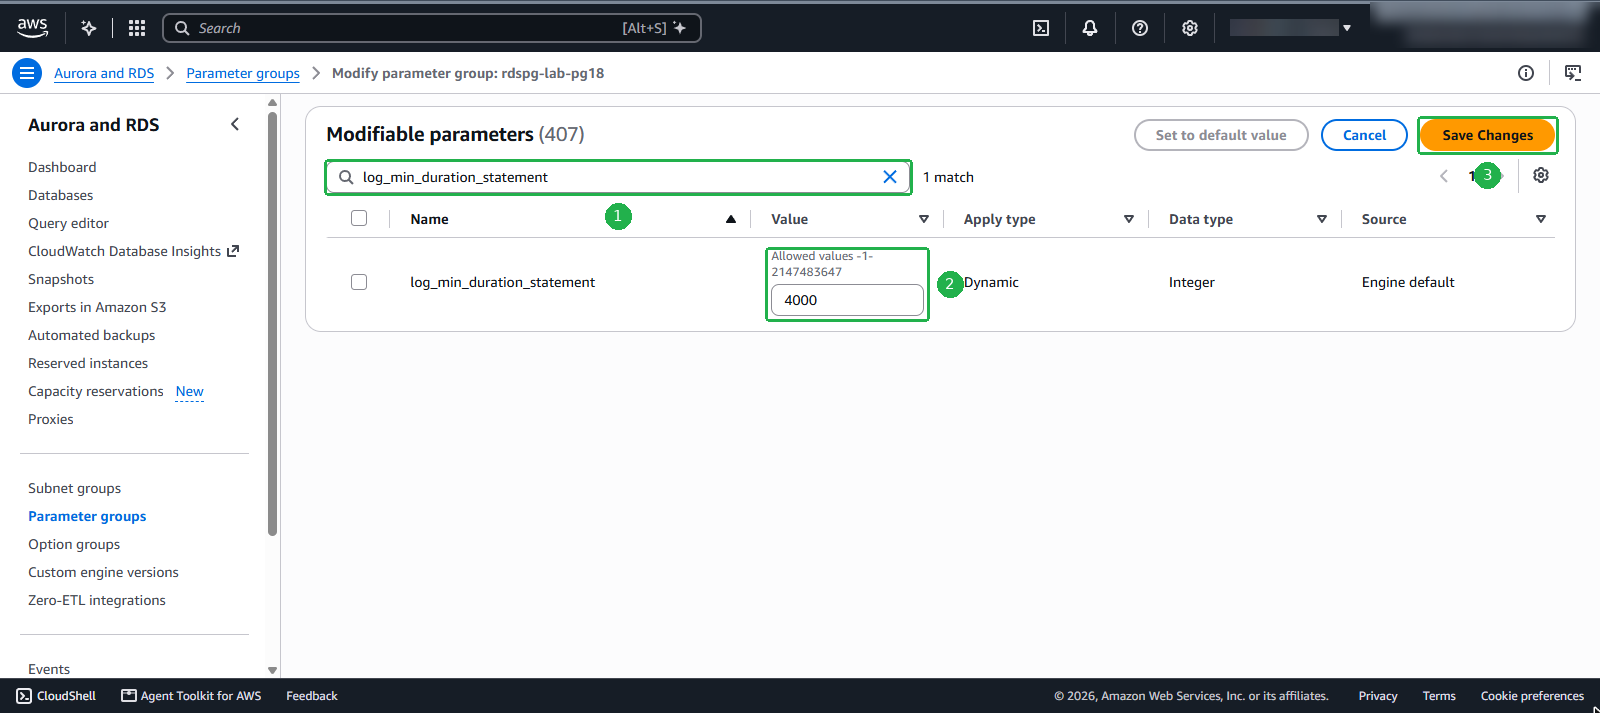 aws
Search [Alt+S]
Aurora and RDS > Parameter groups > Modify parameter group: rdspg-lab-pg18
Aurora and RDS
Dashboard
Databases
Query editor
CloudWatch Database Insights
Snapshots
Exports in Amazon S3
Automated backups
Reserved instances
Capacity reservations New
Proxies
Subnet groups
Parameter groups
Option groups
Custom engine versions
Zero-ETL integrations
Events
Modifiable parameters (407)
Set to default value
Cancel
Save Changes
log_min_duration_statement
1 match
1
3
Name
1
Value
Apply type
Data type
Source
log_min_duration_statement
Allowed values -1-
2147483647
4000
2
Dynamic
Integer
Engine default
CloudShell
Agent Toolkit for AWS
Feedback
© 2026, Amazon Web Services, Inc. or its affiliates.
Privacy
Terms
Cookie preferences